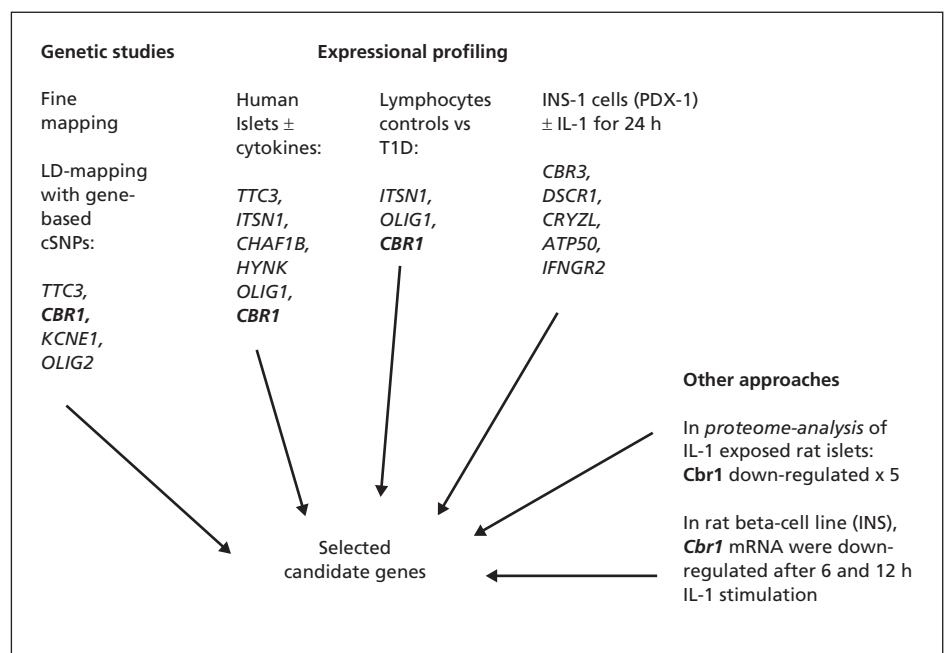 Genetic studies
Fine
mapping
LD-mapping
with gene-
based
cSNPs:
TTC3,
CBR1,
KCNE1,
OLIG2
Expressional profiling
Human
Islets ±
cytokines:
TTC3,
ITSN1,
CHAF1B,
HYNK
OLIG1,
CBR1
Lymphocytes
controls vs
T1D:
ITSN1,
OLIG1,
CBR1
INS-1 cells (PDX-1)
± IL-1 for 24 h
CBR3,
DSCR1,
CRYZL,
ATP50,
IFNGR2
Other approaches
In proteome-analysis of
IL-1 exposed rat islets:
Cbr1 down-regulated x 5
In rat beta-cell line (INS),
Cbr1 mRNA were down-
regulated after 6 and 12 h
IL-1 stimulation
Selected
candidate genes